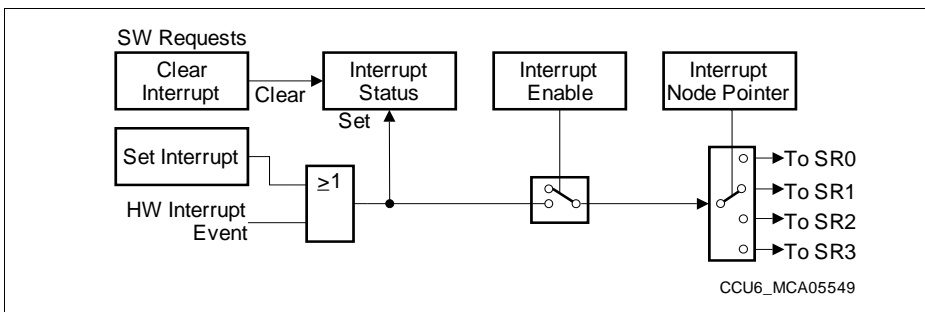 SW Requests
Clear
Interrupt
Clear
Interrupt
Status
Set
Interrupt
Enable
Interrupt
Node Pointer
Set Interrupt
≥1
HW Interrupt
Event
To SR0
To SR1
To SR2
To SR3
CCU6_MCA05549